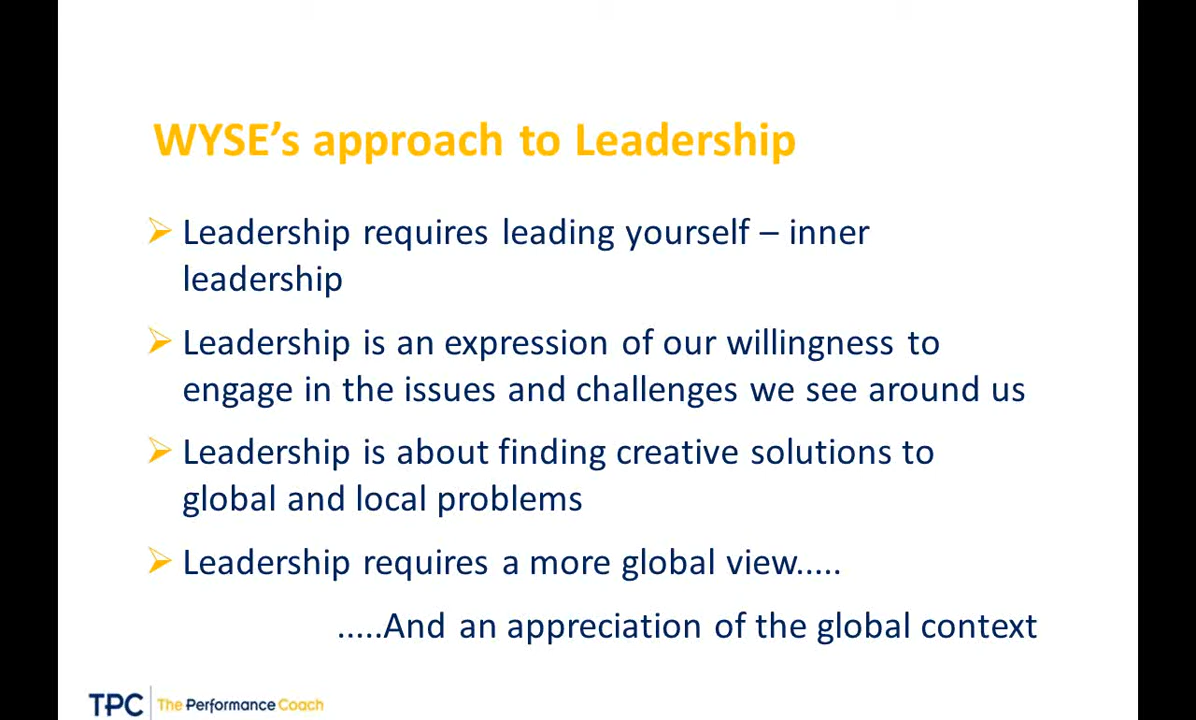 WYSE’s approach to Leadership
➢ Leadership requires leading yourself – inner
leadership
➢ Leadership is an expression of our willingness to
engage in the issues and challenges we see around us
➢ Leadership is about finding creative solutions to
global and local problems
➢ Leadership requires a more global view.....
.....And an appreciation of the global context
TPC | The Performance Coach